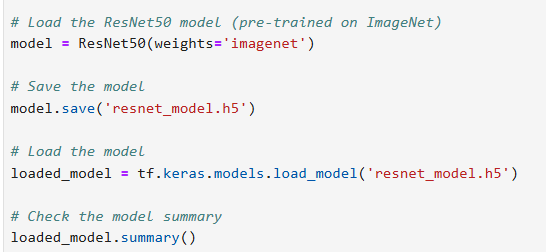 # Load the ResNet50 model (pre-trained on ImageNet)
model = ResNet50(weights='imagenet')
# Save the model
model.save('resnet_model.h5')
# Load the model
loaded_model = tf.keras.models.load_model('resnet_model.h5')
# Check the model summary
loaded_model.summary()